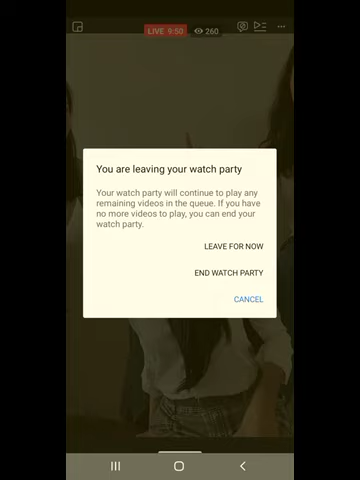 LIVE 9:50 260
You are leaving your watch party
Your watch party will continue to play any
remaining videos in the queue. If you have
no more videos to play, you can end your
watch party.
LEAVE FOR NOW
END WATCH PARTY
CANCEL